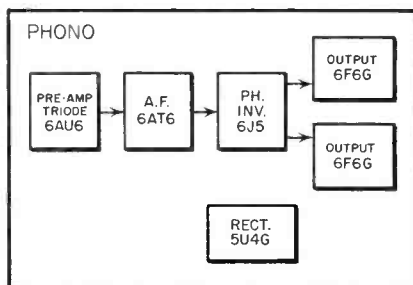 PHONO
PRE-AMP
TRIODE
6AU6
A.F.
6AT6
PH.
INV.
6J5
OUTPUT
6F6G
OUTPUT
6F6G
RECT.
5U4G